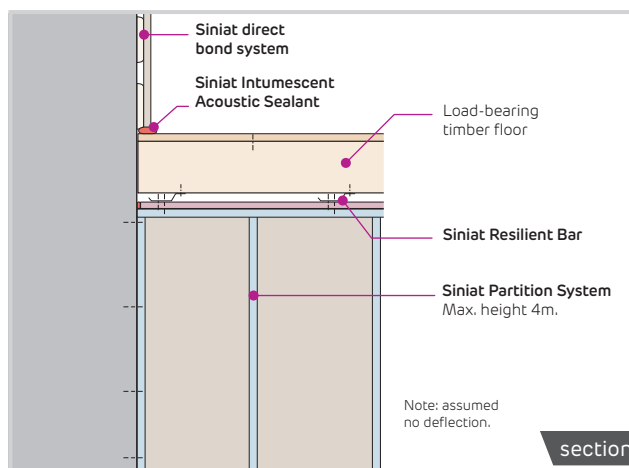 Siniat direct
bond system
Siniat Intumescent
Acoustic Sealant
Load-bearing
timber floor
Siniat Resilient Bar
Siniat Partition System
Max. height 4m.
Note: assumed
no deflection.
section